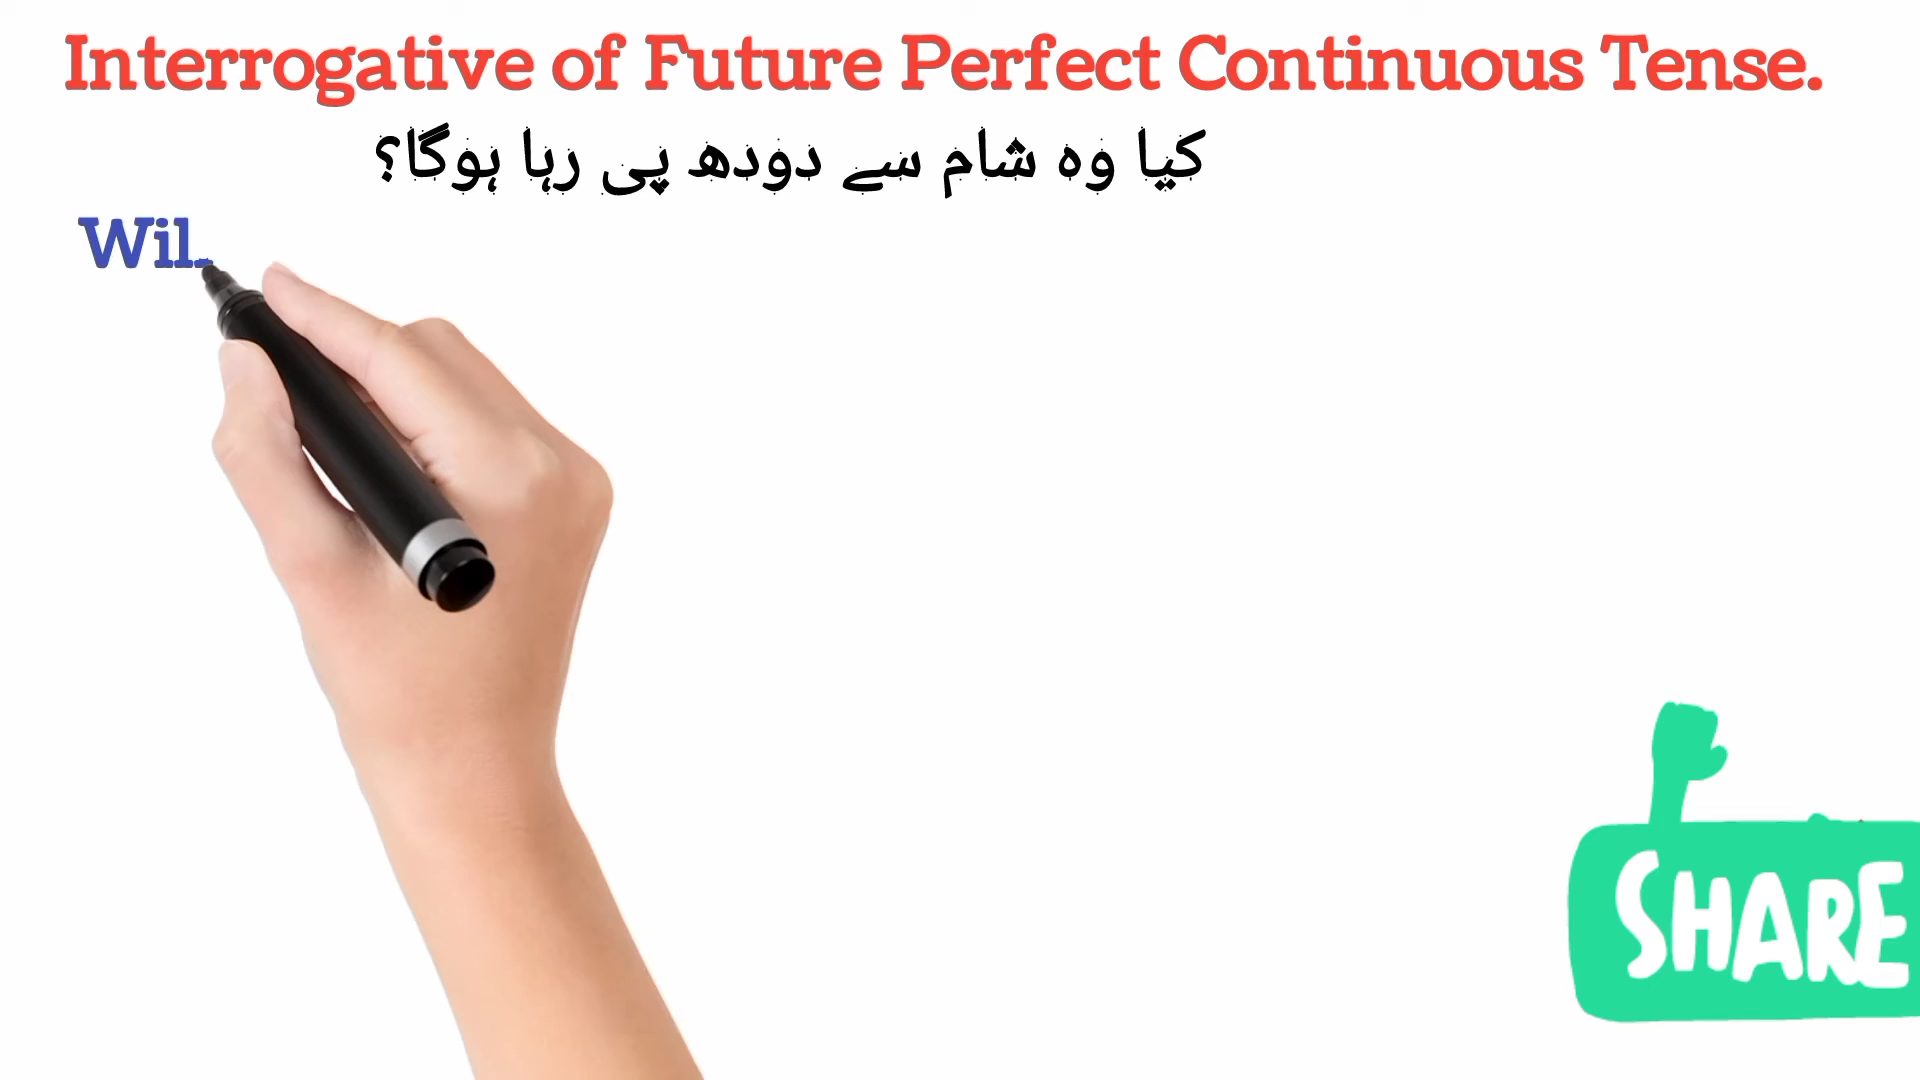 Interrogative of Future Perfect Continuous Tense.
کیا وہ شام سے دودھ پی رہا ہوگا؟
Wil
SHARE